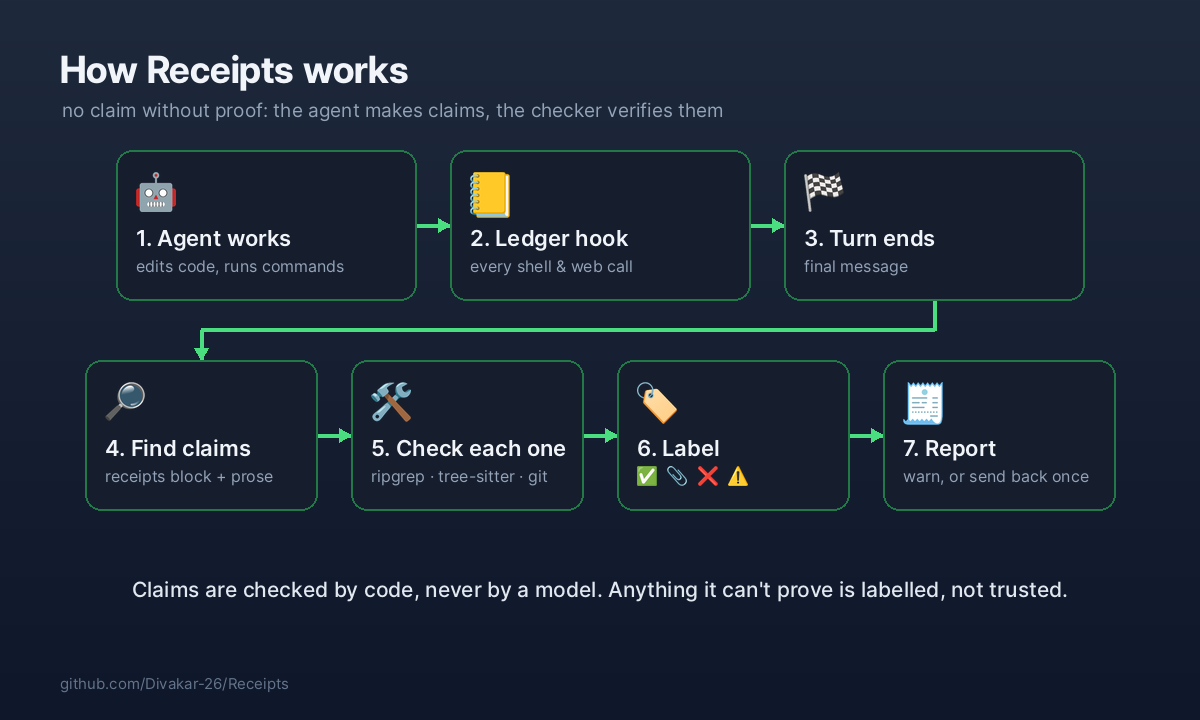 How Receipts works
no claim without proof: the agent makes claims, the checker verifies them
1. Agent works
edits code, runs commands
2. Ledger hook
every shell & web call
3. Turn ends
final message
4. Find claims
receipts block + prose
5. Check each one
ripgrep · tree-sitter · git
6. Label
7. Report
warn, or send back once
Claims are checked by code, never by a model. Anything it can't prove is labelled, not trusted.
github.com/Divakar-26/Receipts